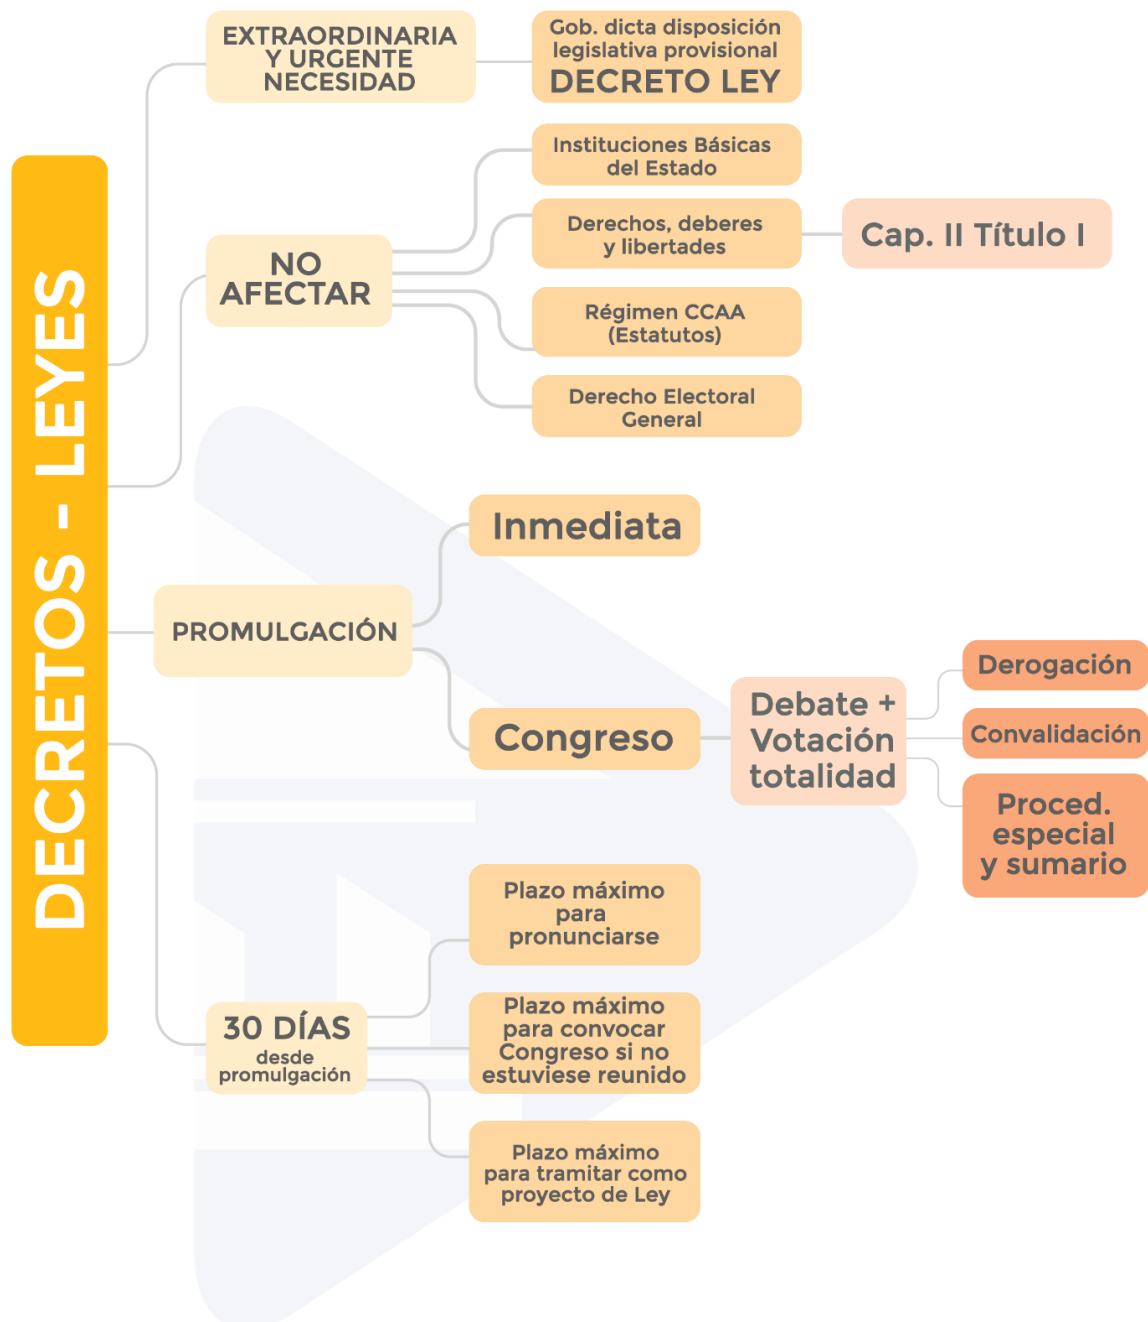 DECRETOS - LEYES
EXTRAORDINARIA
Y URGENTE
NECESIDAD
Gob. dicta disposición
legislativa provisional
DECRETO LEY
NO
AFECTAR
Instituciones Básicas
del Estado
Derechos, deberes
y libertades
Cap. II Título I
Régimen CCAA
(Estatutos)
Derecho Electoral
General
PROMULGACIÓN
Inmediata
Congreso
Debate +
Votación
totalidad
Derogación
Convalidación
Proced.
especial
y sumario
30 DÍAS
desde
promulgación
Plazo máximo
para
pronunciarse
Plazo máximo
para convocar
Congreso si no
estuviese reunido
Plazo máximo
para tramitar como
proyecto de Ley